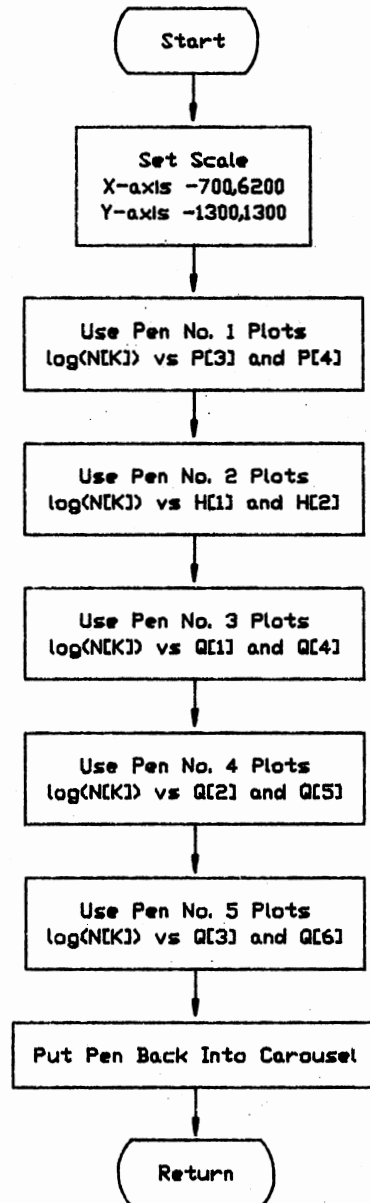 Start
Set Scale
X-axis -700,6200
Y-axis -1300,1300
Use Pen No. 1 Plots
log(N[K]) vs P[3] and P[4]
Use Pen No. 2 Plots
log(N[K]) vs H[1] and H[2]
Use Pen No. 3 Plots
log(N[K]) vs Q[1] and Q[4]
Use Pen No. 4 Plots
log(N[K]) vs Q[2] and Q[5]
Use Pen No. 5 Plots
log(N[K]) vs Q[3] and Q[6]
Put Pen Back Into Carousel
Return